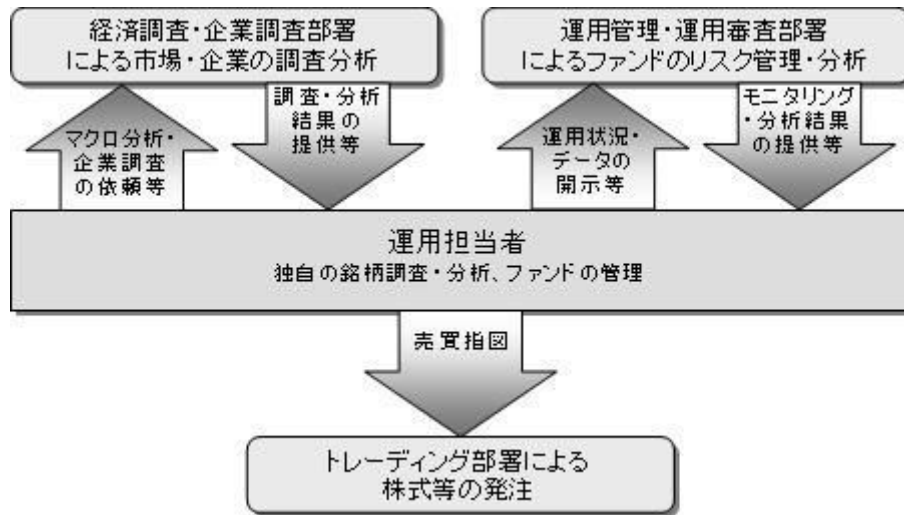 経済調査・企業調査部署
による市場・企業の調査分析
運用管理・運用審査部署
によるファンドのリスク管理・分析
マクロ分析・
企業調査
の依頼等
調査・分析
結果の
提供等
運用状況・
データの
開示等
モニタリング
・分析結果
の提供等
運用担当者
独自の銘柄調査・分析、ファンドの管理
売買指図
トレーディング部署による
株式等の発注